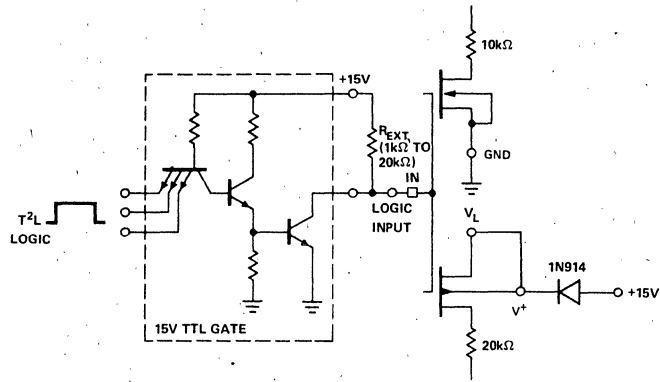 10kΩ
+15V
R_EXT.
(1kΩ TO
20kΩ)
IN
GND
LOGIC
INPUT
T²L
LOGIC
V_L
1N914
+15V
V⁺
20kΩ
15V TTL GATE